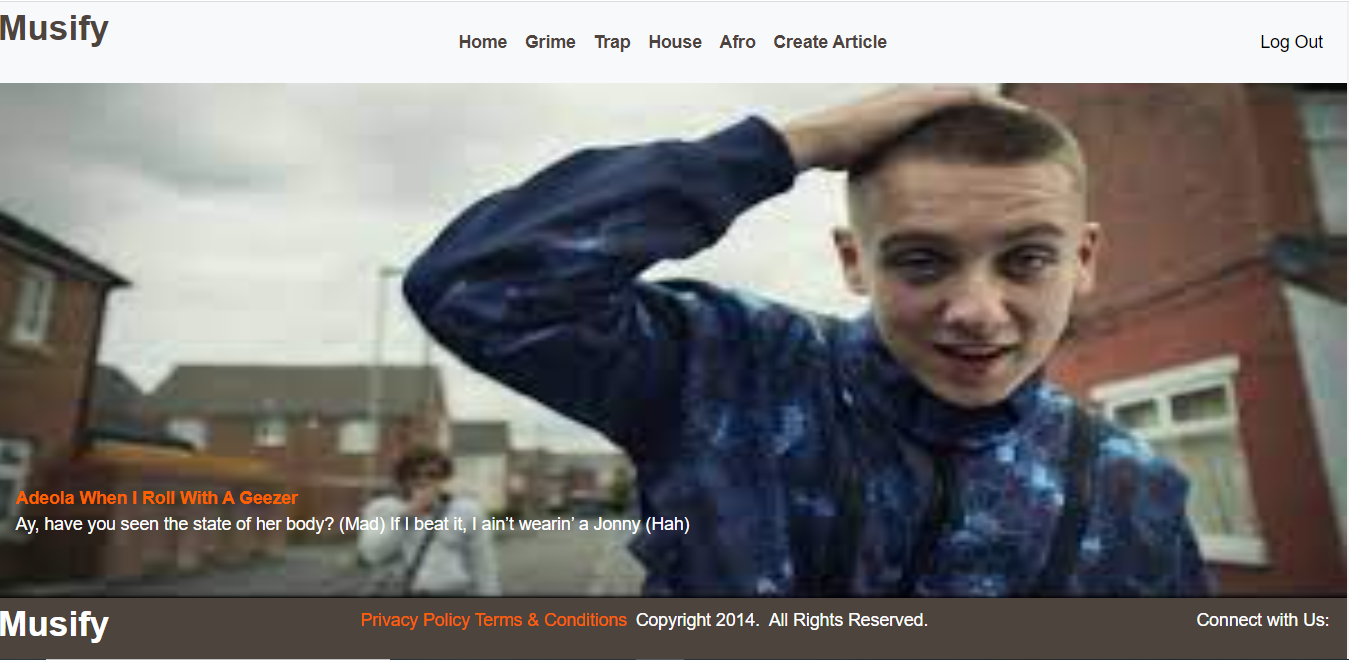 Musify
Home Grime Trap House Afro Create Article
Log Out
Adeola When I Roll With A Geezer
Ay, have you seen the state of her body? (Mad) If I beat it, I ain’t wearin’ a Jonny (Hah)
Musify
Privacy Policy Terms & Conditions Copyright 2014. All Rights Reserved.
Connect with Us: